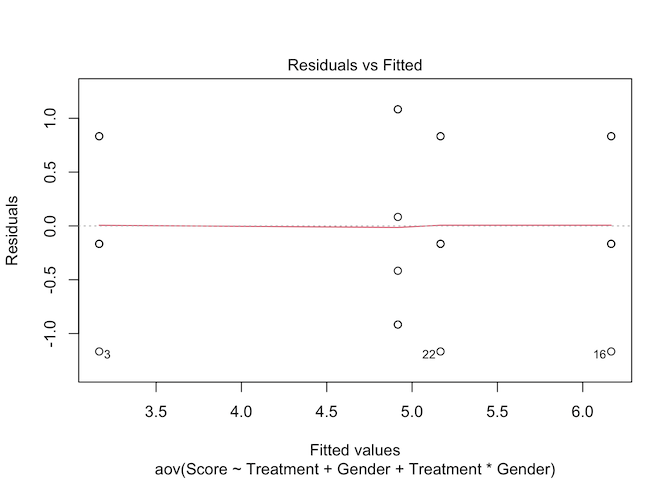 Residuals vs Fitted
Residuals
1.0
0.5
0.0
-0.5
-1.0
3
22
16
3.5 4.0 4.5 5.0 5.5 6.0
Fitted values
aov(Score ~ Treatment + Gender + Treatment * Gender)